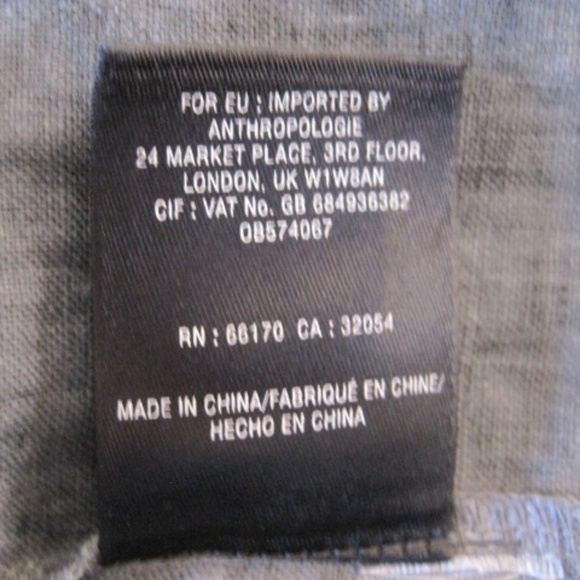 FOR EU : IMPORTED BY
ANTHROPOLOGIE
24 MARKET PLACE, 3RD FLOOR,
LONDON, UK W1W8AN
CIF : VAT No. GB 684936382
OB574067
RN : 66170 CA : 32054
MADE IN CHINA/FABRIQUÉ EN CHINE/
HECHO EN CHINA